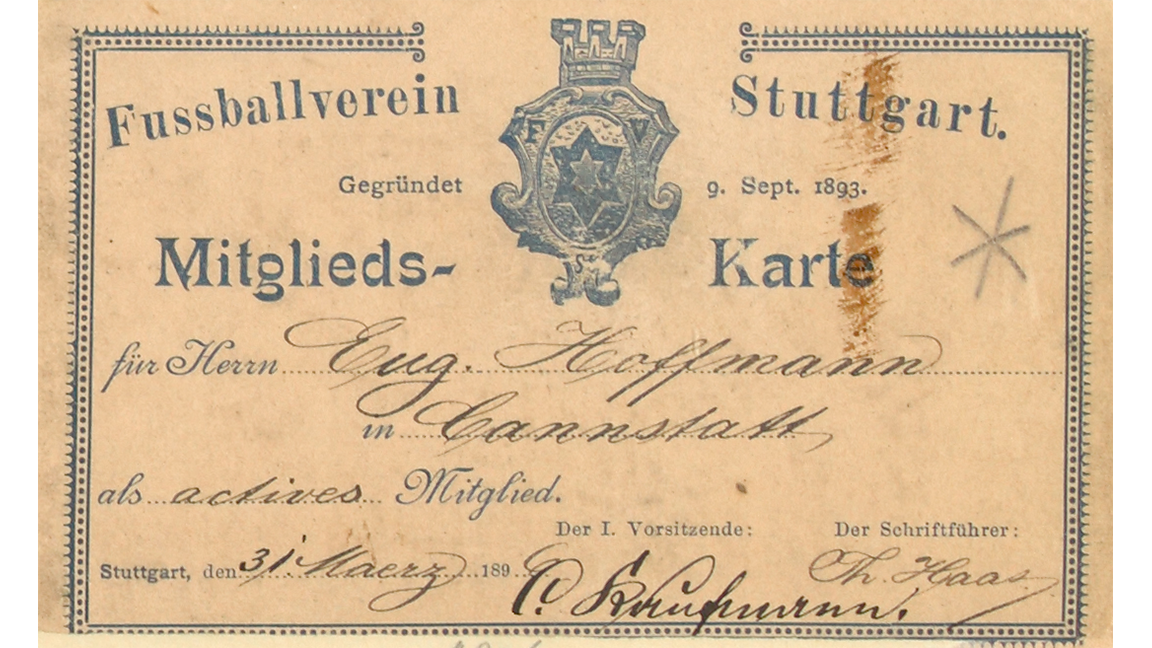 Fussballverein Stuttgart.
F V
S
Gegründet 9. Sept. 1893.
Mitglieds- Karte
für Herrn Eug. Hoffmann
in Cannstatt
als actives Mitglied.
Der I. Vorsitzende: Der Schriftführer:
Stuttgart, den 31. Maerz 189 C. Kaufmann. Th. Haas